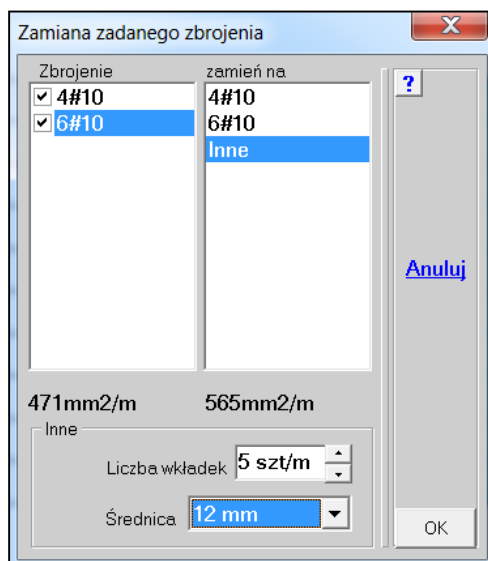 Zamiana zadanego zbrojenia
X
Zbrojenie zamień na
?
4#10 4#10
6#10 6#10
Inne
Anuluj
471mm2/m 565mm2/m
Inne
Liczba wkładek 5 szt/m
Średnica 12 mm
OK